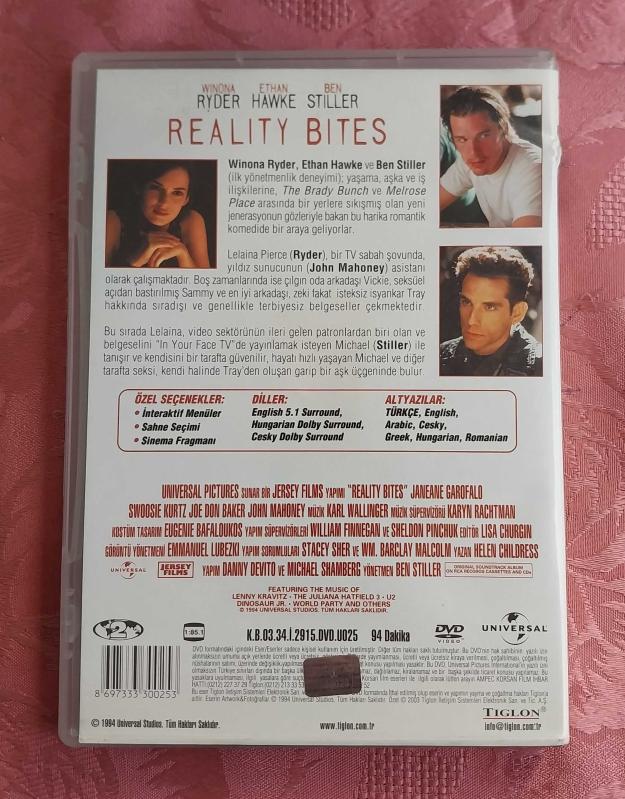 WINONA ETHAN BEN
RYDER HAWKE STILLER
REALITY BITES
Winona Ryder, Ethan Hawke ve Ben Stiller
(ilk yönetmenlik deneyimi); yaşama, aşka ve iş
ilişkilerine, The Brady Bunch ve Melrose
Place arasında bir yerlere sıkışmış olan yeni
jenerasyonun gözleriyle bakan bu harika romantik
komedide bir araya geliyorlar.
Lelaina Pierce (Ryder), bir TV sabah şovunda,
yıldız sunucunun (John Mahoney) asistanı
olarak çalışmaktadır. Boş zamanlarında ise çılgın oda arkadaşı Vickie, seksüel
açıdan bastırılmış Sammy ve en iyi arkadaşı, zeki fakat isteksiz isyankar Tray
hakkında sıradışı ve genellikle terbiyesiz belgeseller çekmektedir.
Bu sırada Lelaina, video sektörünün ileri gelen patronlardan biri olan ve
belgeselini "In Your Face TV"de yayınlamak isteyen Michael (Stiller) ile
tanışır ve kendisini bir tarafta güvenilir, hayatı hızlı yaşayan Michael ve diğer
tarafta seksi, kendi halinde Tray'den oluşan garip bir aşk üçgeninde bulur.
ÖZEL SEÇENEKLER:
• İnteraktif Menüler
• Sahne Seçimi
• Sinema Fragmanı
DİLLER:
English 5.1 Surround,
Hungarian Dolby Surround,
Cesky Dolby Surround
ALTYAZILAR:
TÜRKÇE, English,
Arabic, Cesky,
Greek, Hungarian, Romanian
UNIVERSAL PICTURES SUNAR BİR JERSEY FILMS YAPIMI "REALITY BITES" JANEANE GAROFALO
SWOOSIE KURTZ JOE DON BAKER JOHN MAHONEY MÜZİK KARL WALLINGER MÜZİK SÜPERVİZÖRÜ KARYN RACHTMAN
KOSTÜM TASARIM EUGENIE BAFALOUKOS YAPIM SÜPERVİZÖRLERİ WILLIAM FINNEGAN VE SHELDON PINCHUK EDİTÖR LISA CHURGIN
GÖRÜNTÜ YÖNETMENİ EMMANUEL LUBEZKI YAPIM SORUMLULARI STACEY SHER VE WM. BARCLAY MALCOLM YAZAN HELEN CHILDRESS
UNIVERSAL JERSEY FILMS YAPIM DANNY DEVITO VE MICHAEL SHAMBERG YÖNETMEN BEN STILLER ORIGINAL SOUNDTRACK ALBUM ON RCA RECORDS CASSETTES AND CDs
FEATURING THE MUSIC OF
LENNY KRAVITZ · THE JULIANA HATFIELD 3 · U2
DINOSAUR JR. · WORLD PARTY AND OTHERS
© 1994 UNIVERSAL STUDIOS. TÜM HAKLARI SAKLIDIR.
2 1:85.1 K.B.03.34.İ.2915.DVD.U025 94 Dakika DVD VIDEO UNIVERSAL
8 697333 300253
TIGLON
© 1994 Universal Studios. Tüm Hakları Saklıdır. www.tiglon.com.tr info@tiglon.com.tr